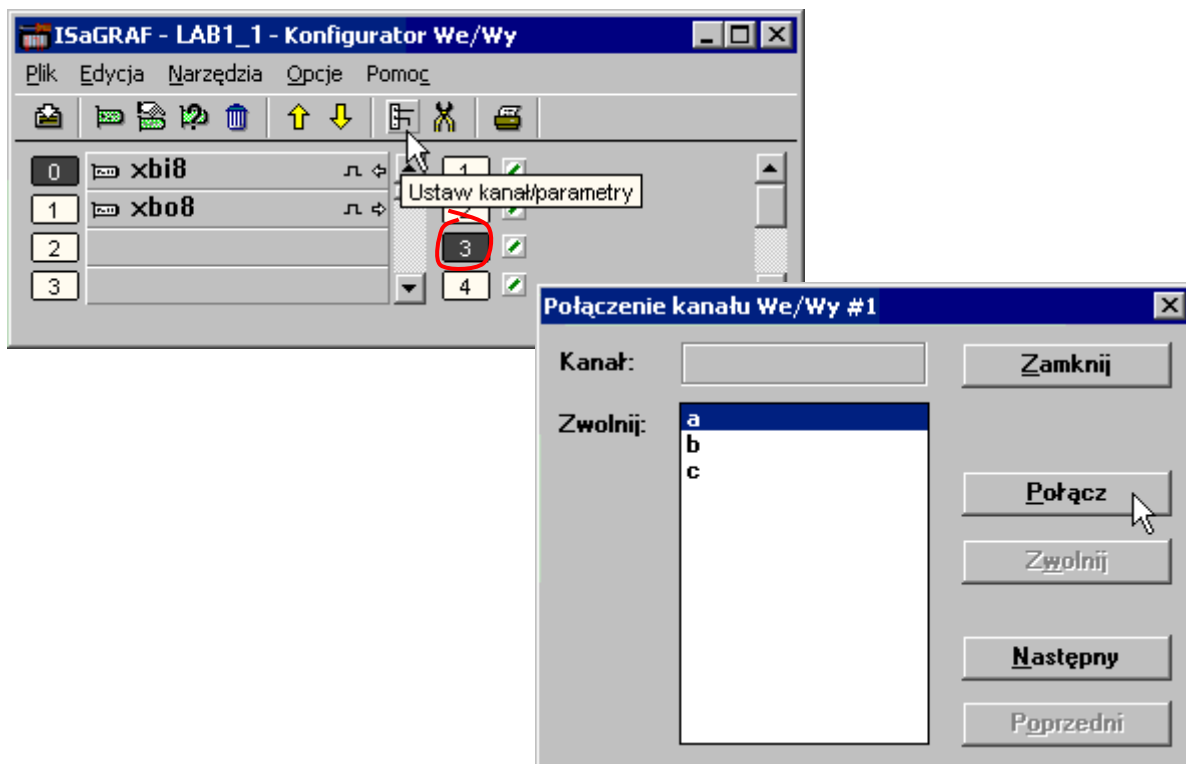 ISaGRAF - LAB1_1 - Konfigurator We/Wy
Plik Edycja Narzędzia Opcje Pomoc
0 xbi8
1 xbo8
2
3
1
2
3
4
Ustaw kanał/parametry
Połączenie kanału We/Wy #1
Kanał:
Zamknij
Zwolnij:
a
b
c
Połącz
Zwolnij
Następny
Poprzedni